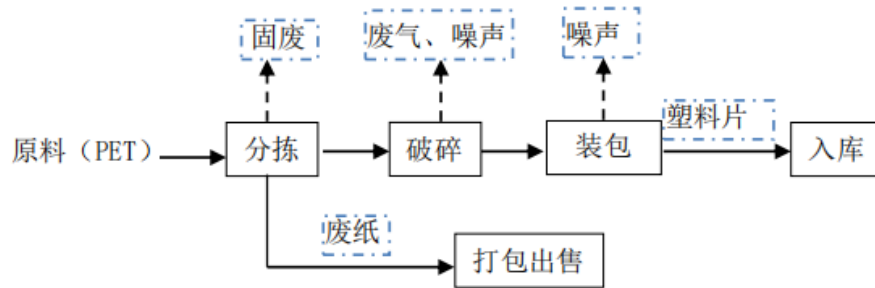 固废
废气、噪声
噪声
原料（PET）
分拣
破碎
装包
塑料片
入库
废纸
打包出售